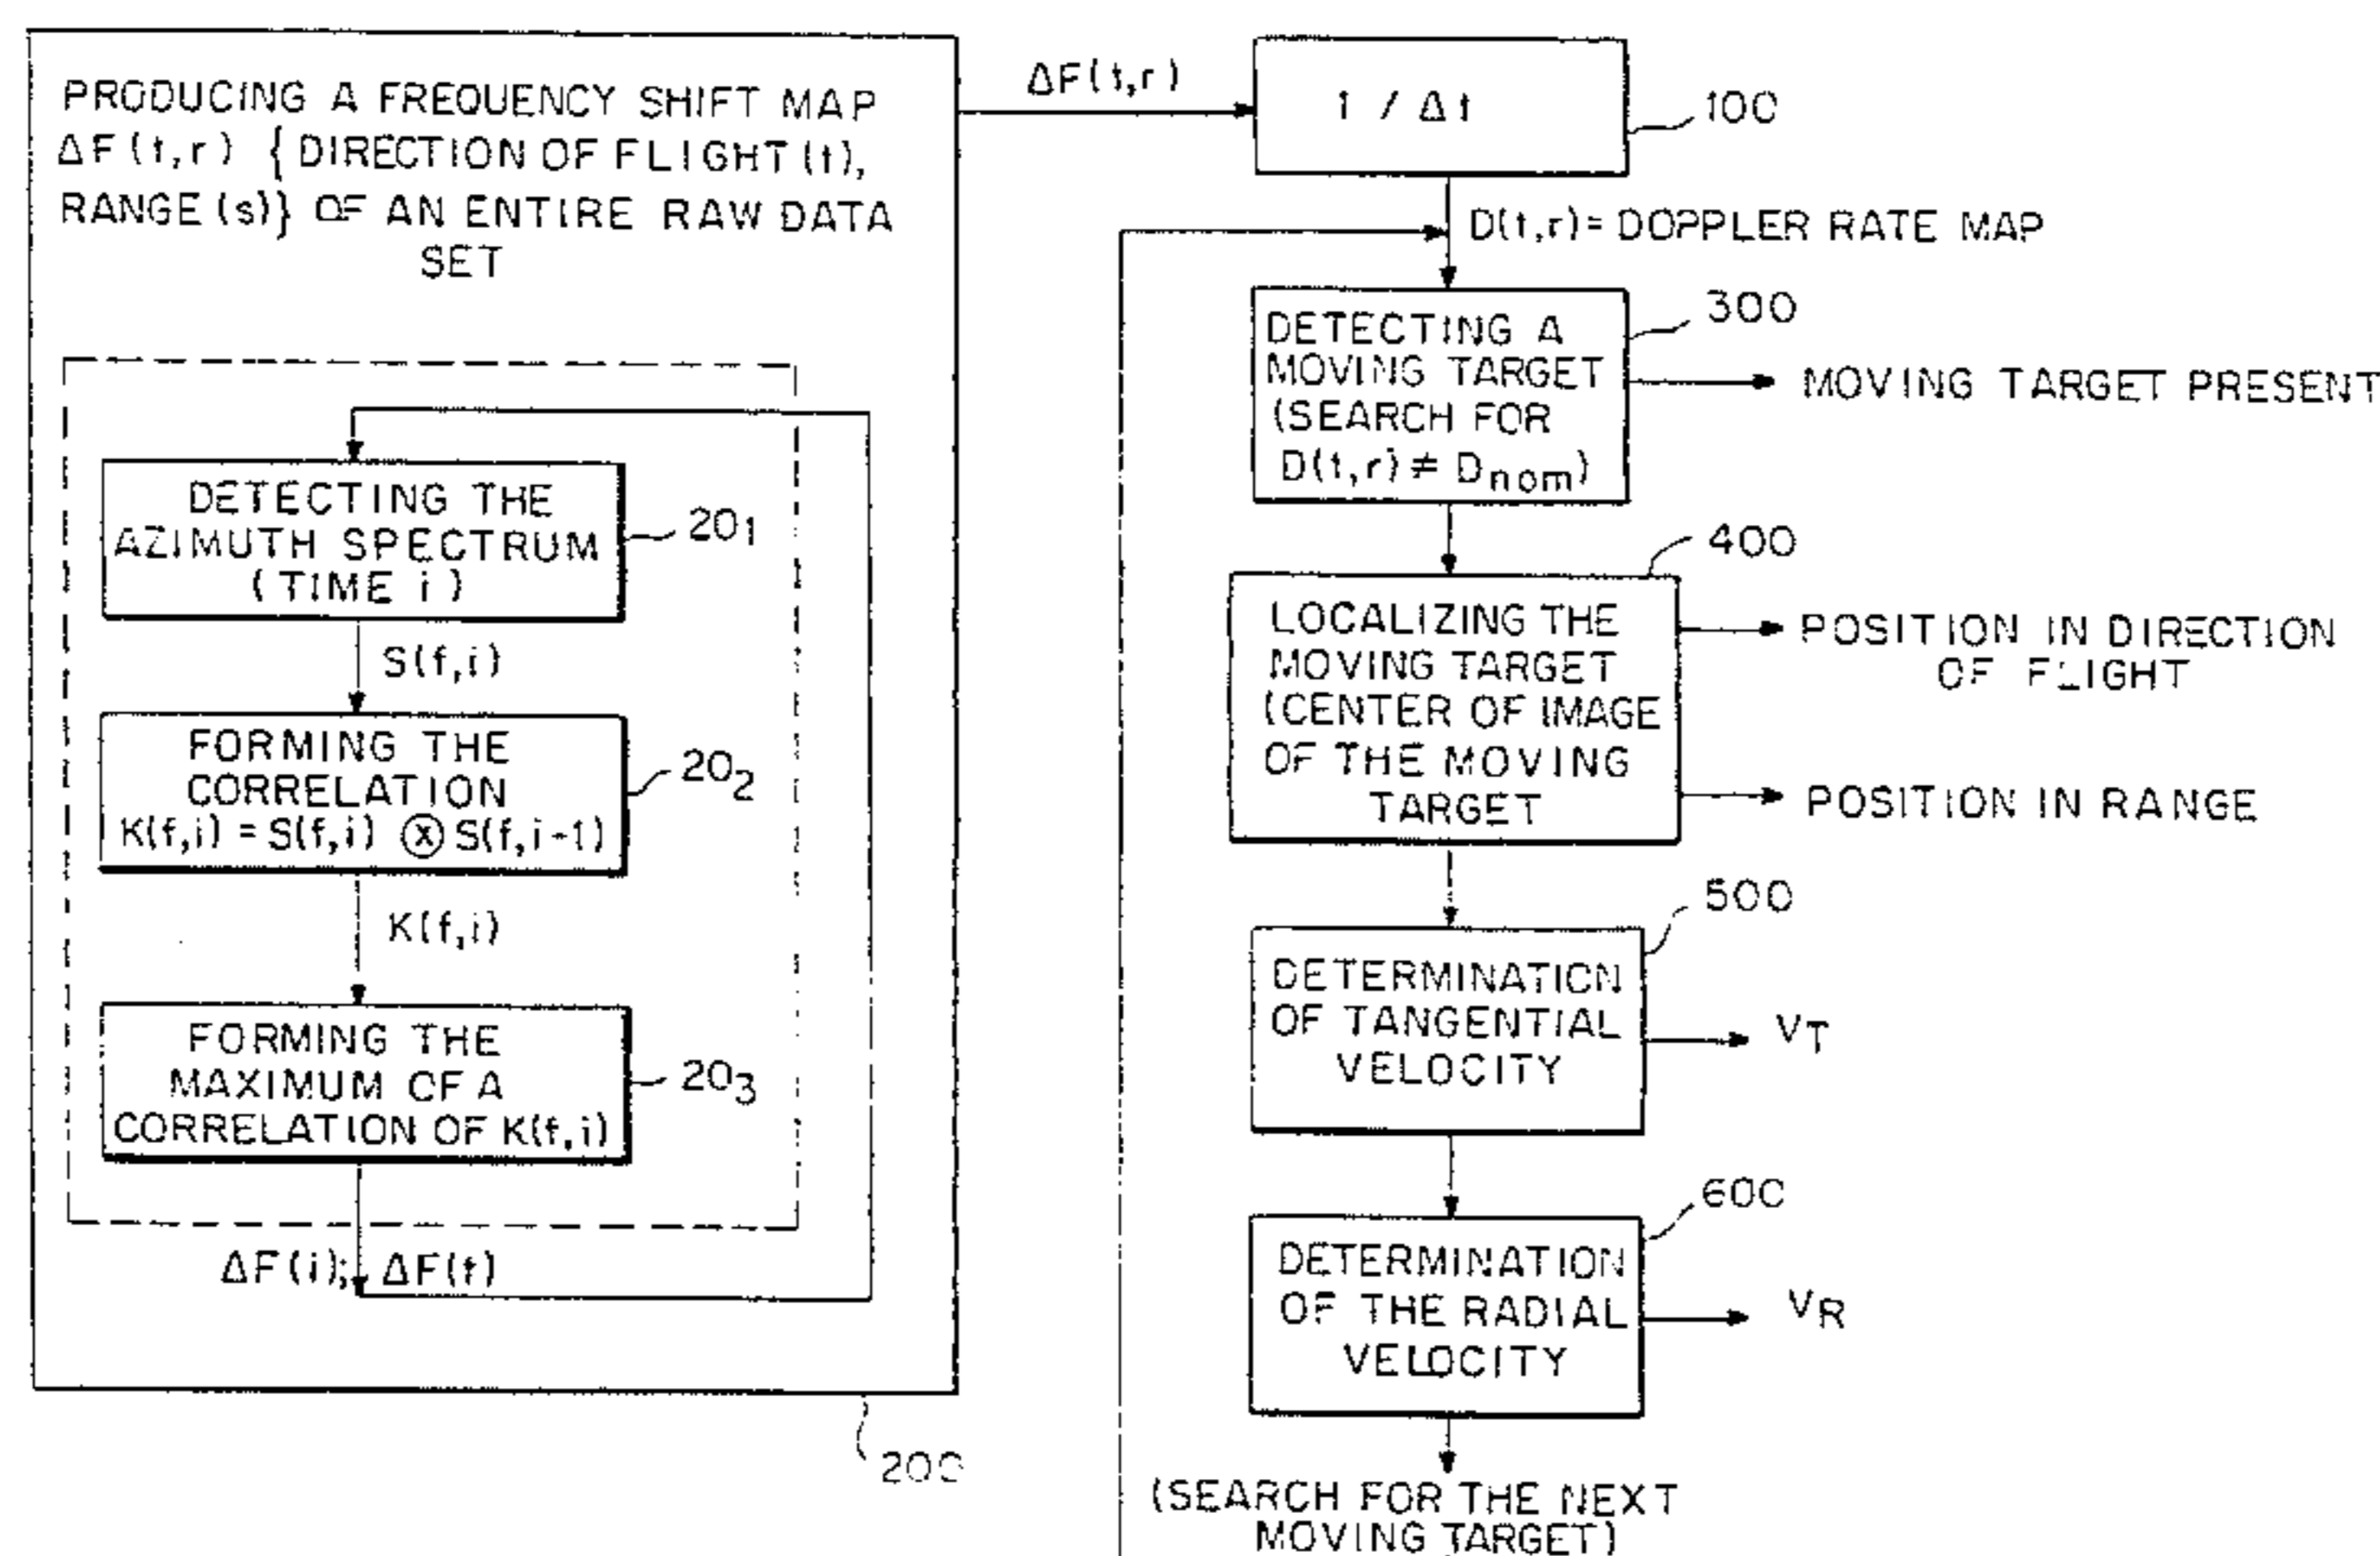 PRODUCING A FREQUENCY SHIFT MAP
ΔF(t,r) { DIRECTION OF FLIGHT (t),
RANGE (s)} OF AN ENTIRE RAW DATA
SET
DETECTING THE
AZIMUTH SPECTRUM
(TIME i)
20₁
S(f,i)
FORMING THE
CORRELATION
K(f,i) = S(f,i) ⊗ S(f,i-1)
20₂
K(f,i)
FORMING THE
MAXIMUM OF A
CORRELATION OF K(f,i)
20₃
ΔF(i); ΔF(t)
200
ΔF(t,r)
1 / Δt
100
D(t,r) = DOPPLER RATE MAP
DETECTING A
MOVING TARGET
(SEARCH FOR
D(t,r) ≠ Dnom)
300
MOVING TARGET PRESENT
400
LOCALIZING THE
MOVING TARGET
(CENTER OF IMAGE
OF THE MOVING
TARGET
POSITION IN DIRECTION
OF FLIGHT
POSITION IN RANGE
500
DETERMINATION
OF TANGENTIAL
VELOCITY
VT
600
DETERMINATION
OF THE RADIAL
VELOCITY
VR
(SEARCH FOR THE NEXT
MOVING TARGET)